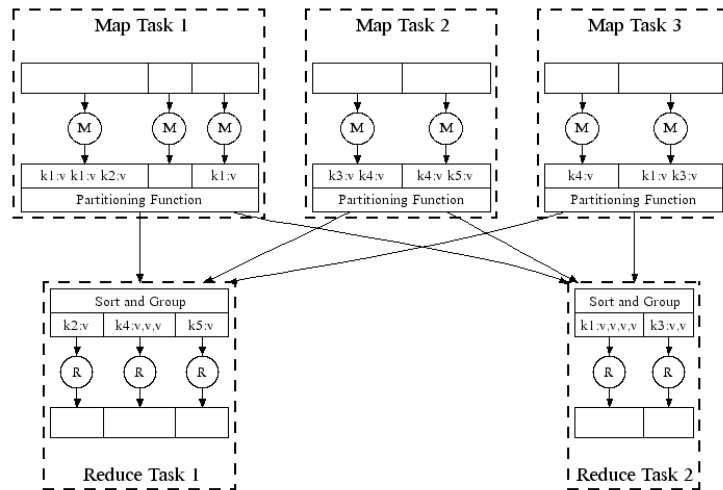 Map Task 1 Map Task 2 Map Task 3
M M M M M M M
k1:v k1:v k2:v k1:v k3:v k4:v k4:v k5:v k4:v k1:v k3:v
Partitioning Function Partitioning Function Partitioning Function
Sort and Group Sort and Group
k2:v k4:v,v,v k5:v k1:v,v,v,v k3:v,v
R R R R R
Reduce Task 1 Reduce Task 2